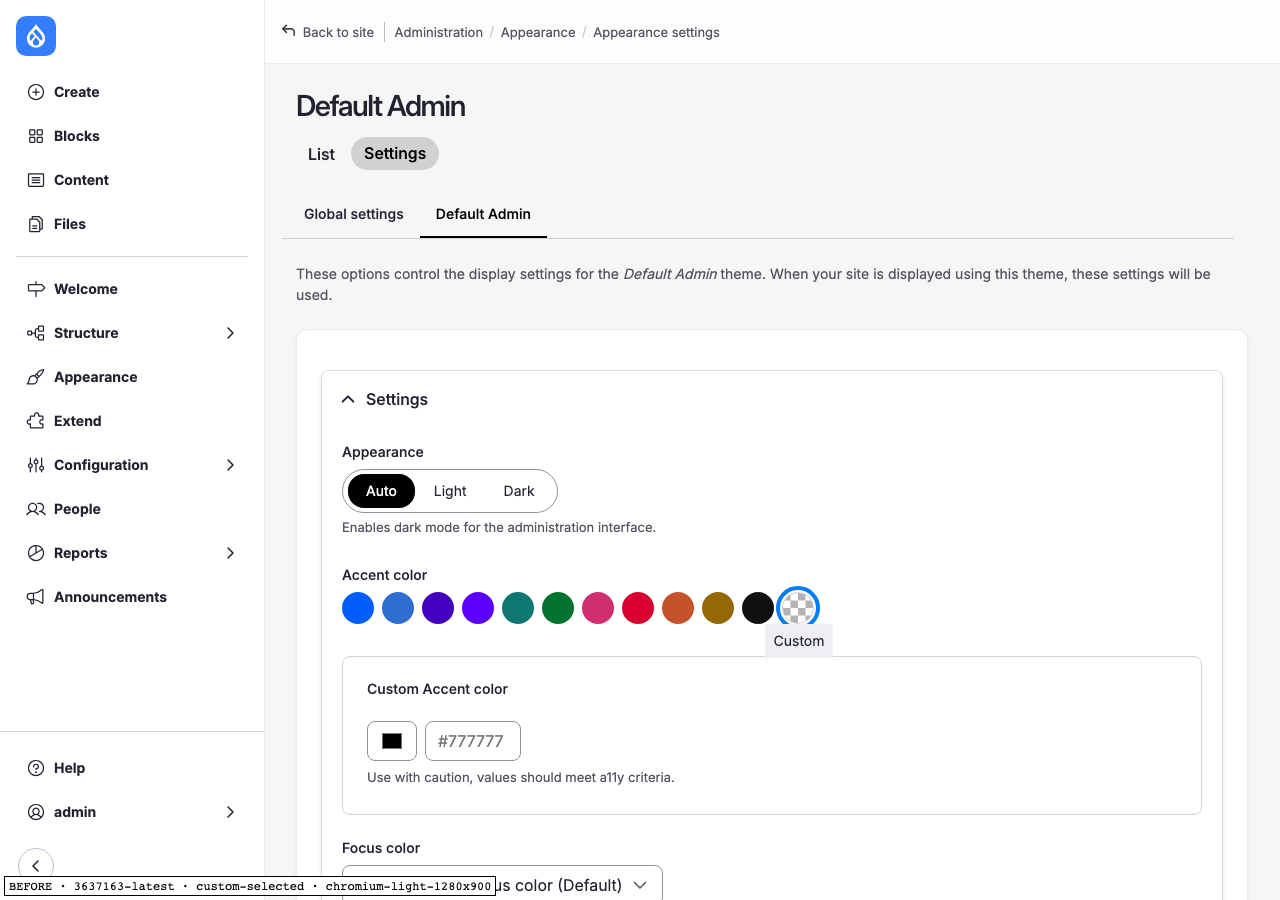 Back to site
Administration / Appearance / Appearance settings
Create
Blocks
Content
Files
Welcome
Structure
Appearance
Extend
Configuration
People
Reports
Announcements
Help
admin
Default Admin
List
Settings
Global settings
Default Admin
These options control the display settings for the Default Admin theme. When your site is displayed using this theme, these settings will be
used.
Settings
Appearance
Auto
Light
Dark
Enables dark mode for the administration interface.
Accent color
Custom
Custom Accent color
#777777
Use with caution, values should meet a11y criteria.
Focus color
color (Default)
BEFORE • 3637163-latest • custom-selected • chromium-light-1280x900